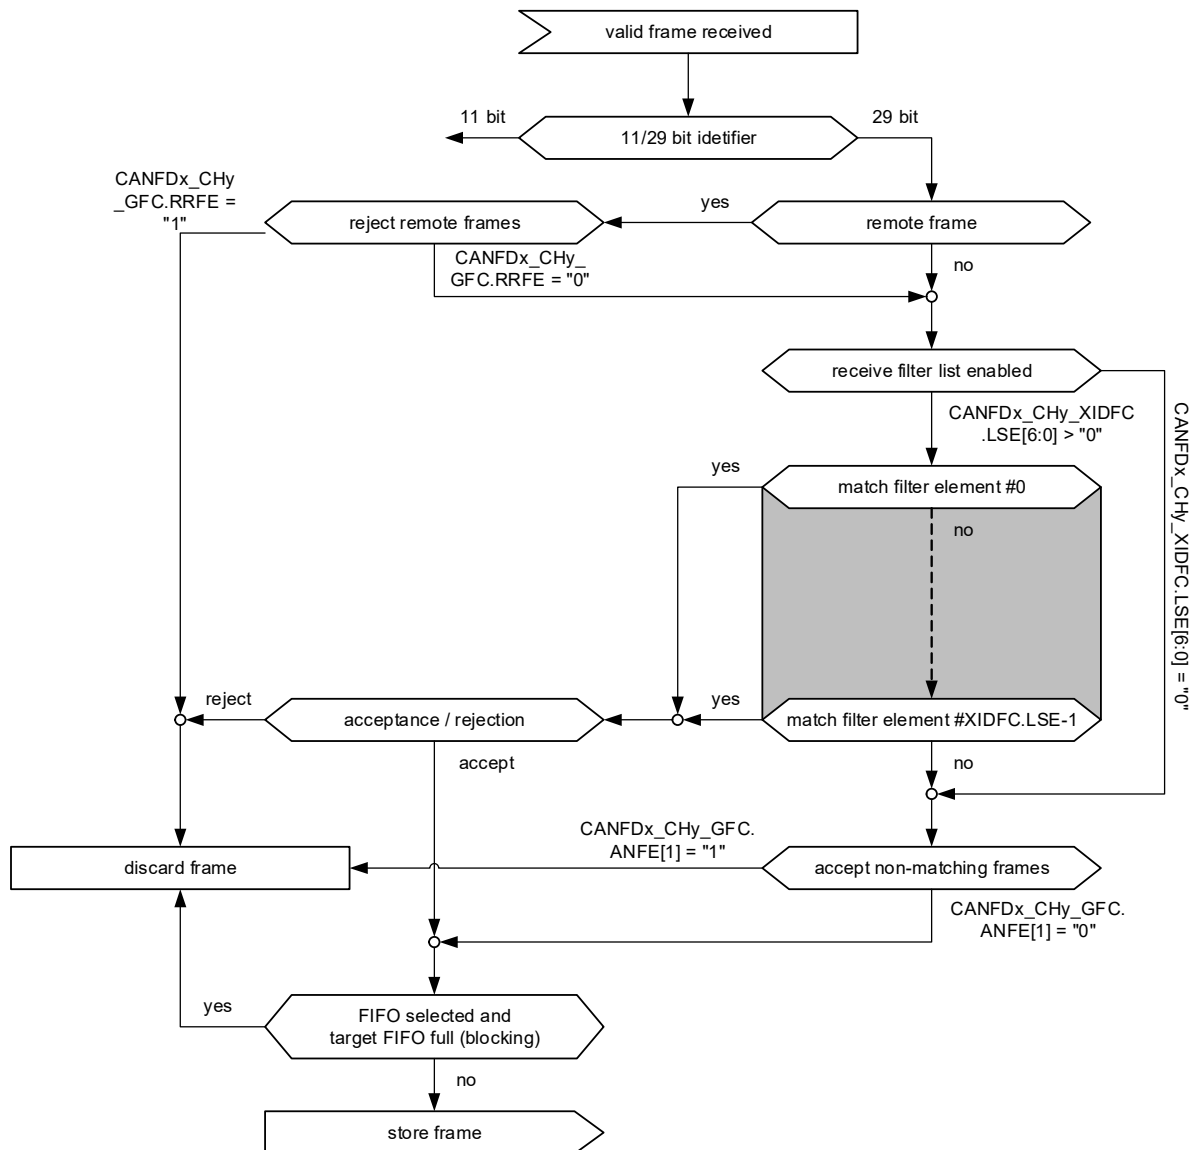 valid frame received
11 bit
29 bit
11/29 bit idetifier
CANFDx_CHy
_GFC.RRFE =
"1"
reject remote frames
yes
remote frame
CANFDx_CHy_
GFC.RRFE = "0"
no
receive filter list enabled
CANFDx_CHy_XIDFC
.LSE[6:0] > "0"
CANFDx_CHy_XIDFC.LSE[6:0] = "0"
yes
match filter element #0
no
reject
acceptance / rejection
yes
match filter element #XIDFC.LSE-1
accept
no
CANFDx_CHy_GFC.
ANFE[1] = "1"
discard frame
accept non-matching frames
CANFDx_CHy_GFC.
ANFE[1] = "0"
yes
FIFO selected and
target FIFO full (blocking)
no
store frame